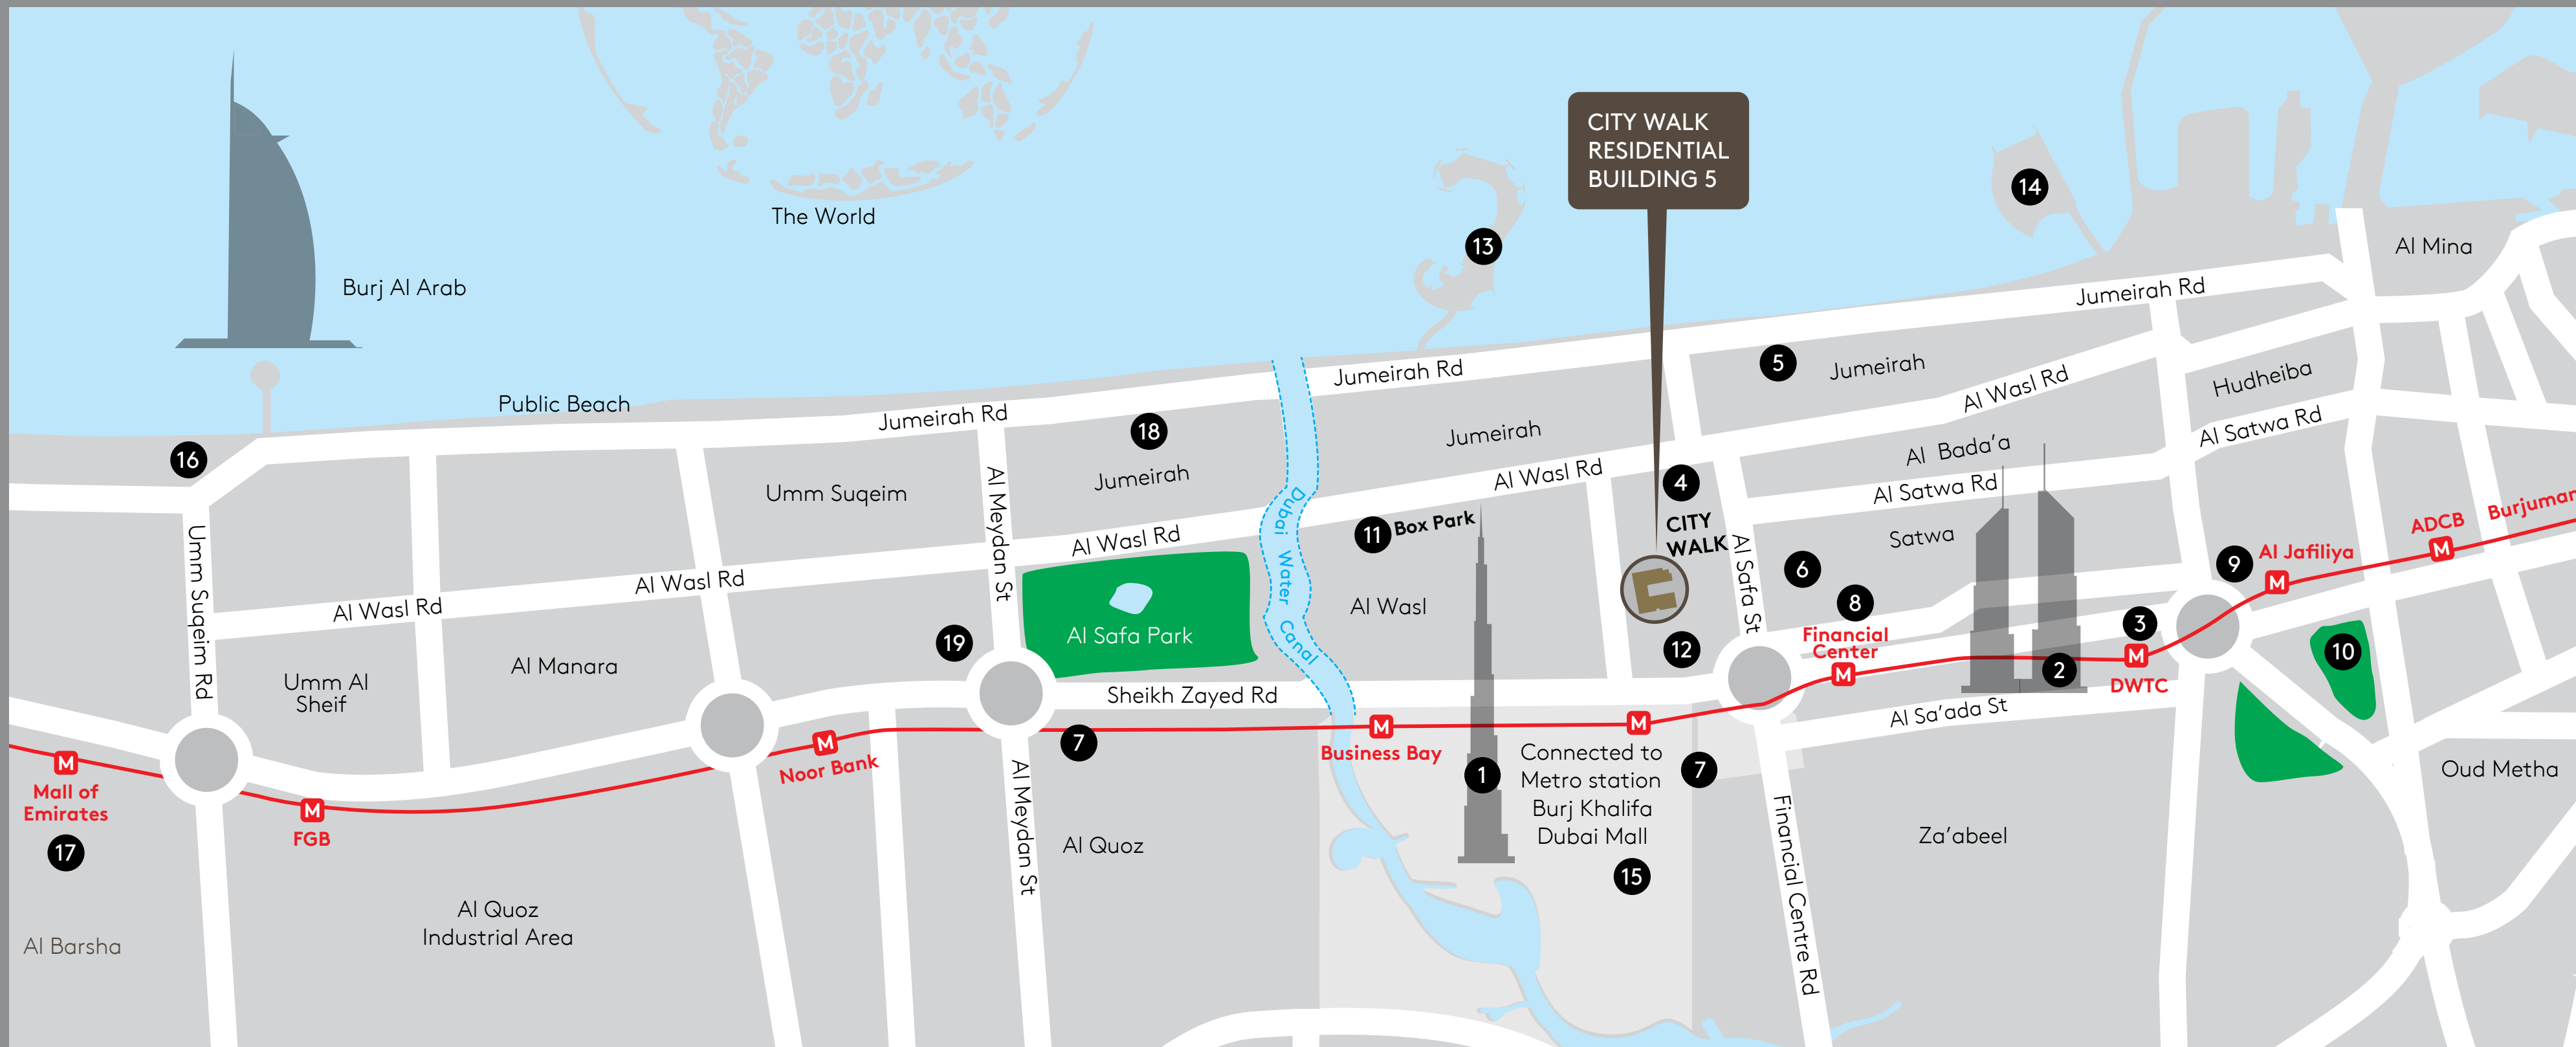 CITY WALK
RESIDENTIAL
BUILDING 5
14
The World
13
Al Mina
Burj Al Arab
Jumeirah Rd
5
Jumeirah
Jumeirah Rd
Hudheiba
Al Wasl Rd
Public Beach
Jumeirah Rd
18
Jumeirah
Al Satwa Rd
16
Al Bada’a
Al Wasl Rd
4
Jumeirah
Umm Suqeim
Al Satwa Rd
Al Meydan St
Dubai Water Canal
11
Box Park
CITY
WALK
Al Safa St
Satwa
ADCB
M
Burjuman
Al Wasl Rd
Umm Suqeim Rd
Al Wasl Rd
Al Wasl Rd
6
9
Al Jafiliya
M
8
Al Wasl
Al Safa Park
19
12
Financial
Center
M
3
M
DWTC
2
10
Umm Al
Sheif
Al Manara
Sheikh Zayed Rd
Al Sa’ada St
M
Mall of
Emirates
17
M
FGB
M
Noor Bank
7
M
Business Bay
M
Connected to
Metro station
Burj Khalifa
Dubai Mall
1
7
15
Oud Metha
Al Meydan St
Al Quoz
Financial Centre Rd
Za’abeel
Al Quoz
Industrial Area
Al Barsha